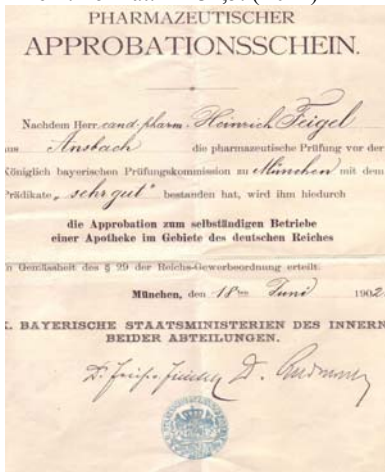 PHARMAZEUTISCHER
APPROBATIONSSCHEIN.
Nachdem Herr cand. pharm. Heinrich Feigel
aus Ansbach die pharmazeutische Prüfung vor der
Königlich bayerischen Prüfungskommission zu München mit dem
Prädikate „sehr gut“ bestanden hat, wird ihm hiedurch
die Approbation zum selbständigen Betriebe
einer Apotheke im Gebiete des deutschen Reiches
in Gemässheit des § 29 der Reichs-Gewerbeordnung erteilt.
München, den 18ten Juni 1902
K. BAYERISCHE STAATSMINISTERIEN DES INNERN
BEIDER ABTEILUNGEN.